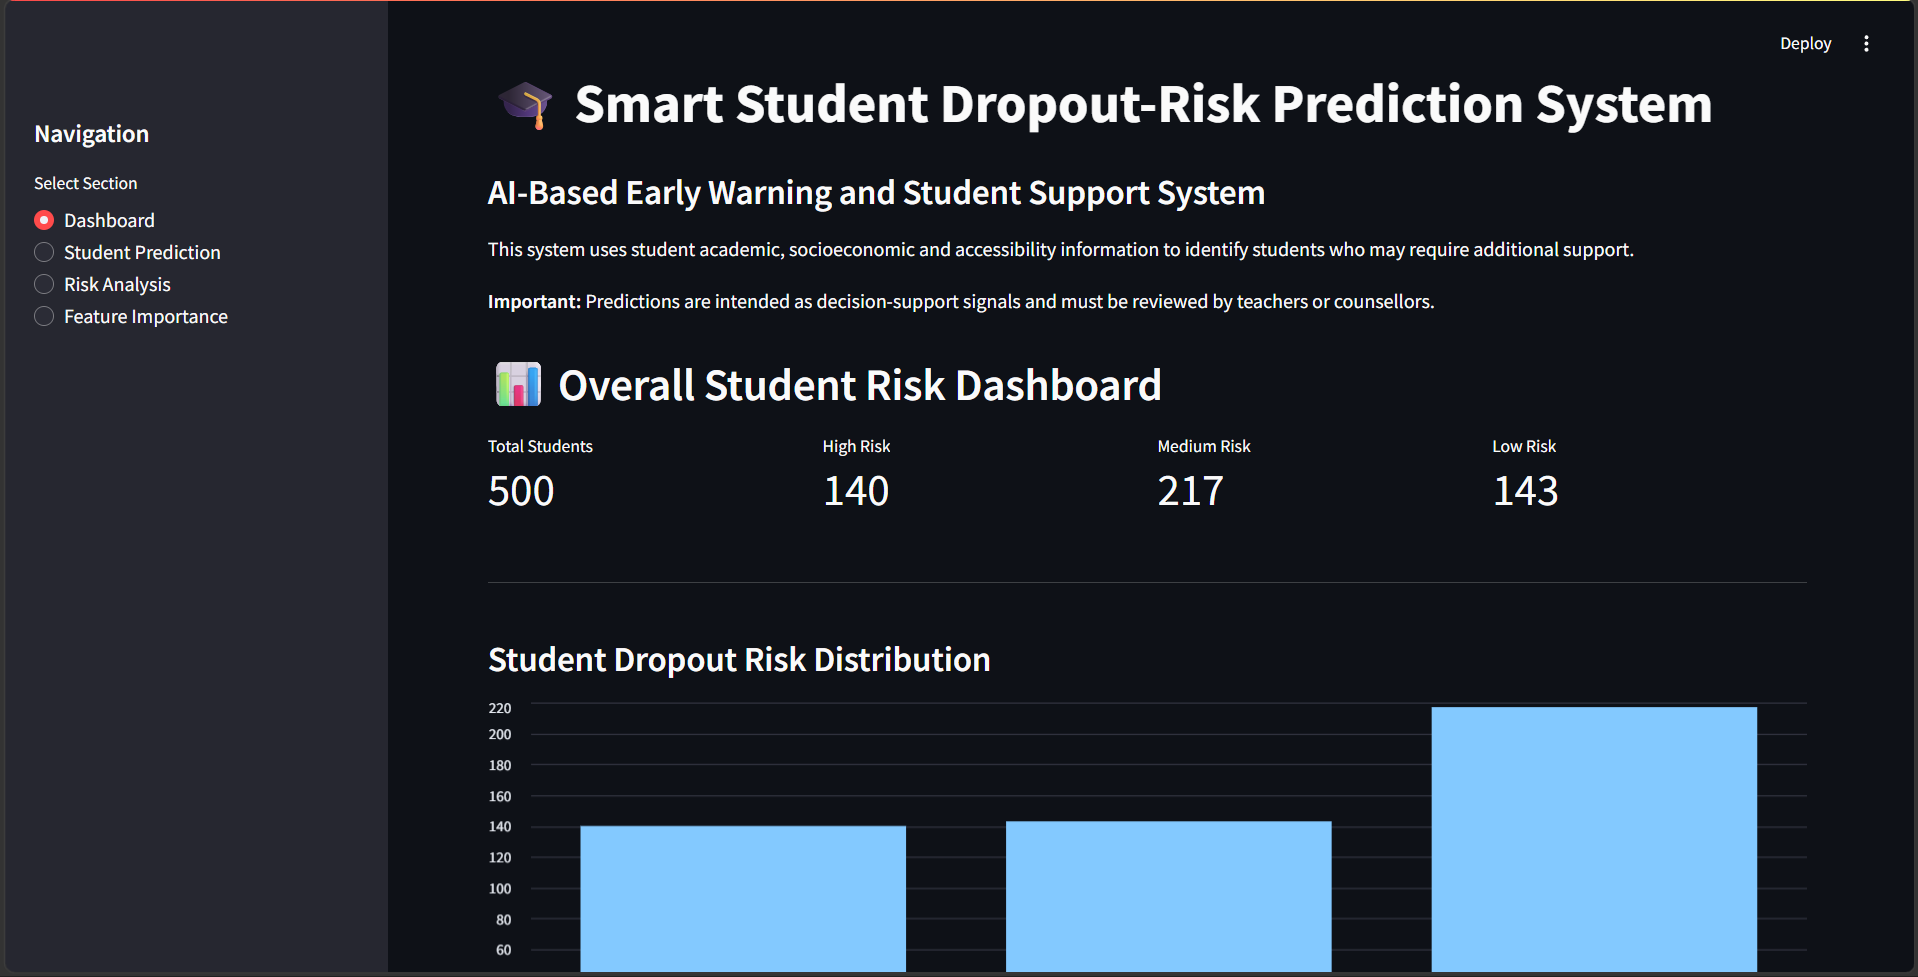 Deploy
Navigation
Select Section
Dashboard
Student Prediction
Risk Analysis
Feature Importance
Smart Student Dropout-Risk Prediction System
AI-Based Early Warning and Student Support System
This system uses student academic, socioeconomic and accessibility information to identify students who may require additional support.
Important: Predictions are intended as decision-support signals and must be reviewed by teachers or counsellors.
Overall Student Risk Dashboard
Total Students
500
High Risk
140
Medium Risk
217
Low Risk
143
Student Dropout Risk Distribution
220
200
180
160
140
120
100
80
60